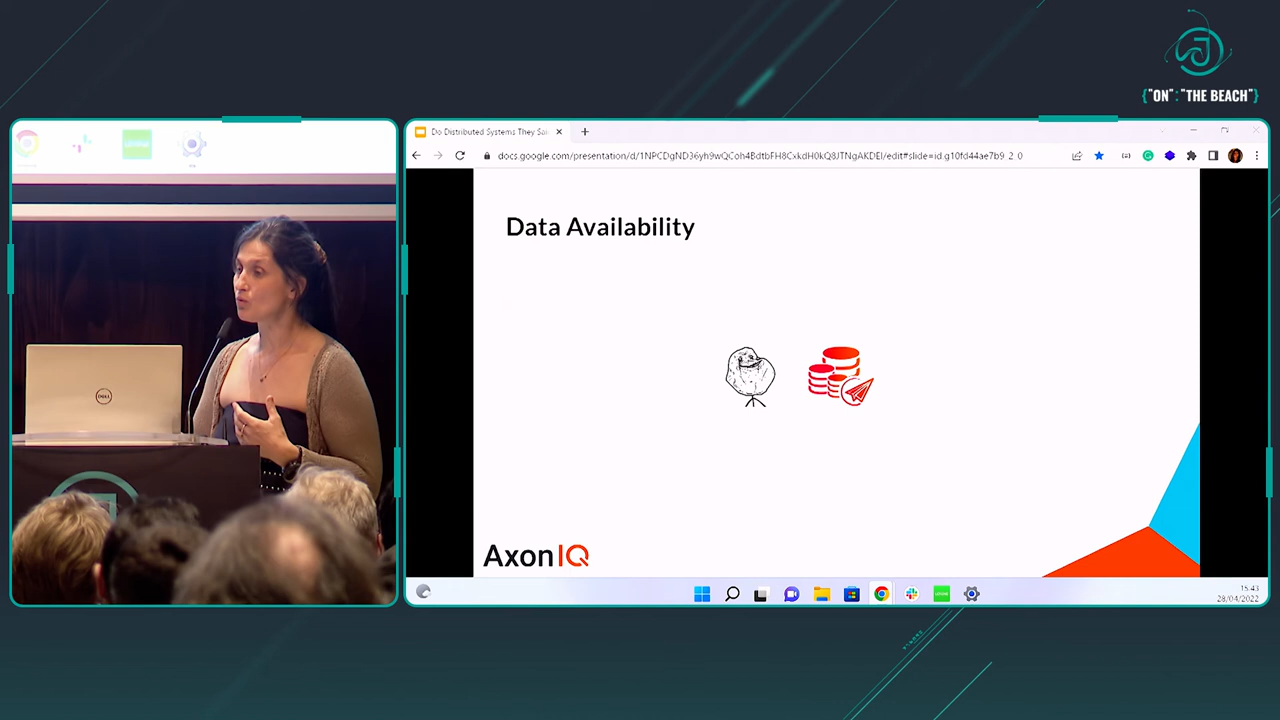 {"ON":"THE BEACH"}
Do Distributed Systems They Sai
docs.google.com/presentation/d/1NPCDgND36yh9wQCoh4BdtbFH8CxkdH0kQ8JTNgAKDEI/edit#slide=id.g10fd44ae7b9_2_0
Data Availability
DELL
AxonIQ
15.43
28/04/2022